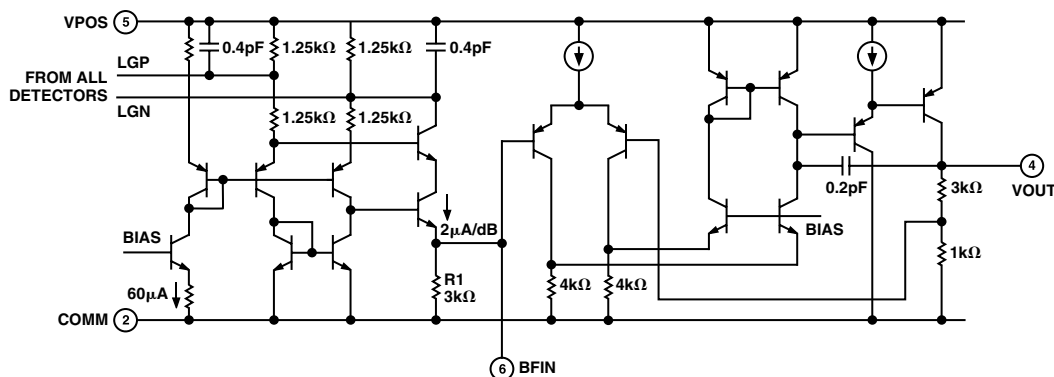 VPOS 5
0.4pF 1.25kΩ 1.25kΩ 0.4pF
LGP
FROM ALL
DETECTORS
LGN
1.25kΩ 1.25kΩ
0.2pF
4
VOUT
3kΩ
BIAS
2µA/dB
BIAS
R1
3kΩ
4kΩ 4kΩ
1kΩ
60µA
COMM 2
6 BFIN